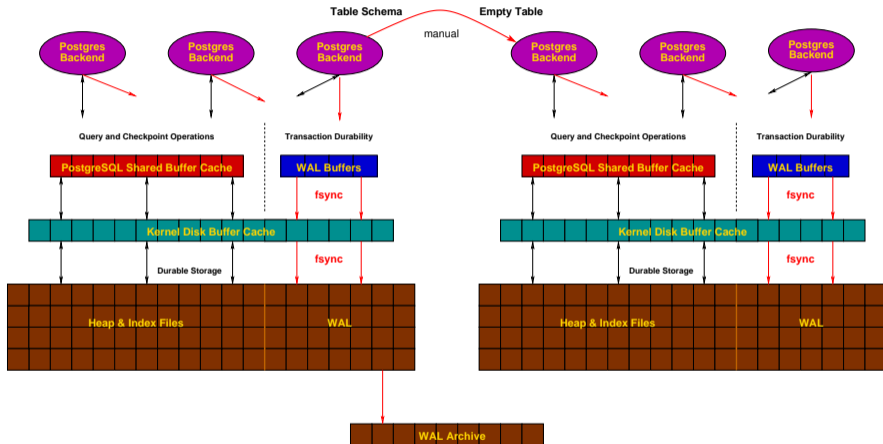 Table Schema
Empty Table
manual
Postgres
Backend
Postgres
Backend
Postgres
Backend
Postgres
Backend
Postgres
Backend
Postgres
Backend
Query and Checkpoint Operations
Transaction Durability
Query and Checkpoint Operations
Transaction Durability
PostgreSQL Shared Buffer Cache
WAL Buffers
PostgreSQL Shared Buffer Cache
WAL Buffers
fsync
fsync
Kernel Disk Buffer Cache
Kernel Disk Buffer Cache
fsync
fsync
Durable Storage
Durable Storage
Heap & Index Files
WAL
Heap & Index Files
WAL
WAL Archive